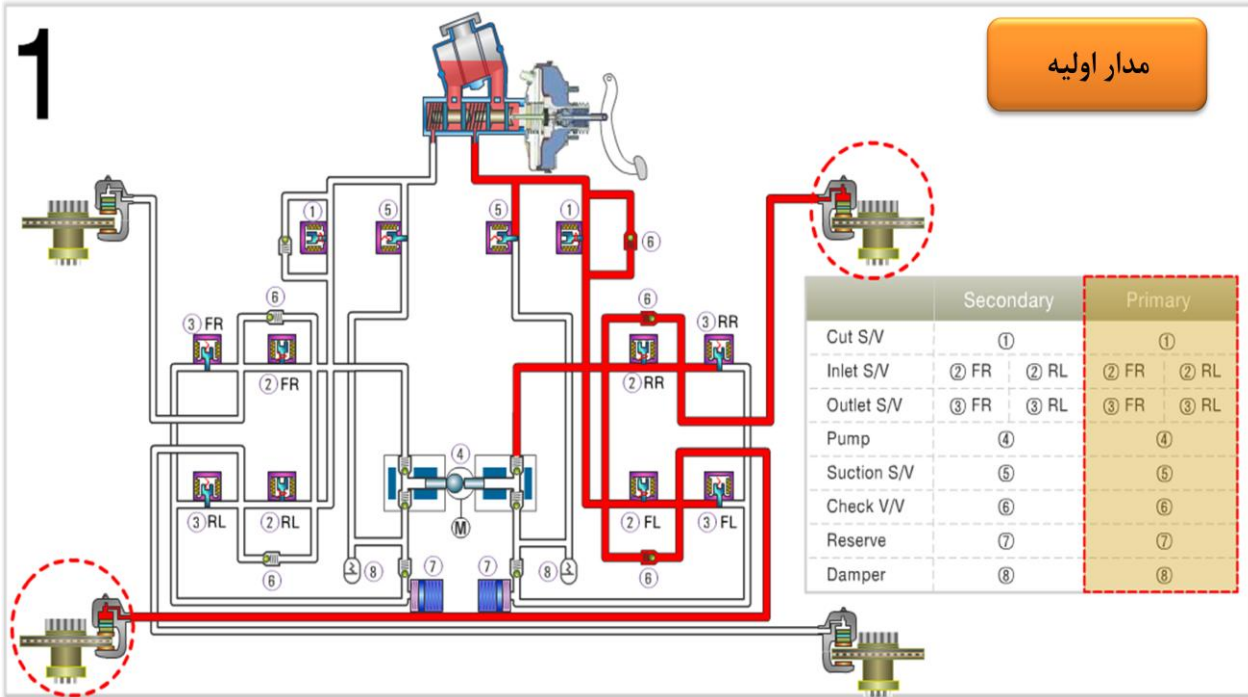 1
مدار اولیه
① ⑤ ⑤ ①
⑥
⑥ ⑥
③ FR ③ RR
② FR ② RR
④
③ RL ② RL ② FL ③ FL
M
⑥ ⑧ ⑦ ⑦ ⑧ ⑥
Secondary Primary
Cut S/V ① ①
Inlet S/V ② FR ② RL ② FR ② RL
Outlet S/V ③ FR ③ RL ③ FR ③ RL
Pump ④ ④
Suction S/V ⑤ ⑤
Check V/V ⑥ ⑥
Reserve ⑦ ⑦
Damper ⑧ ⑧